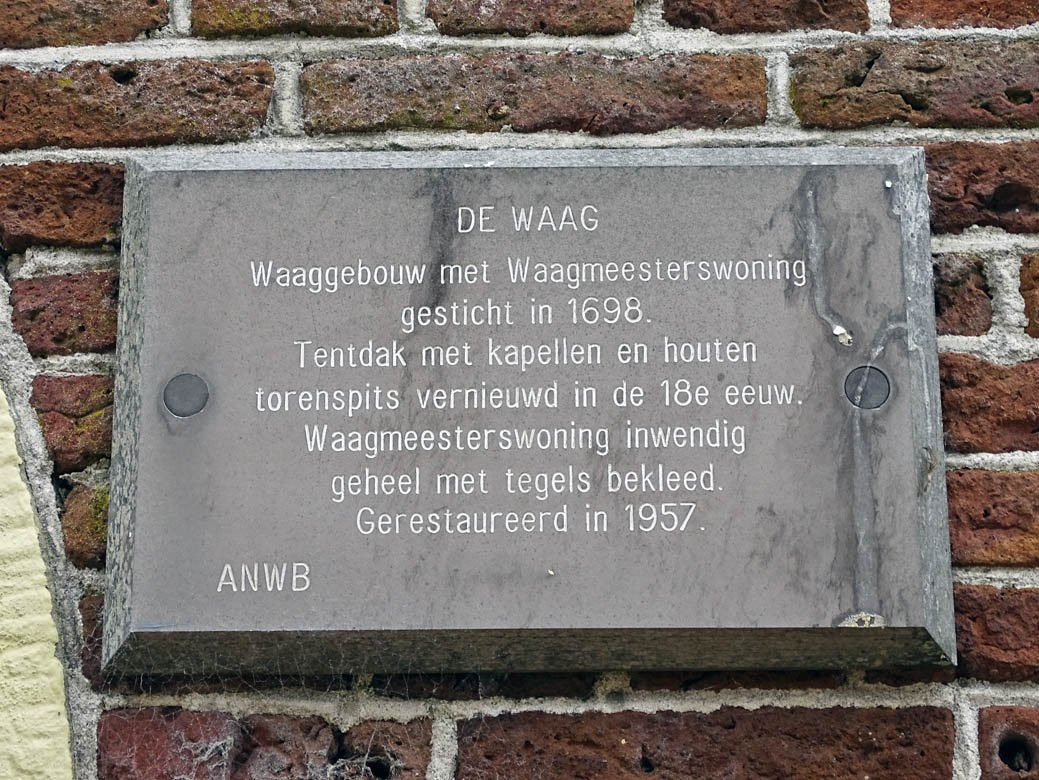 DE WAAG
Waaggebouw met Waagmeesterswoning
gesticht in 1698.
Tentdak met kapellen en houten
torenspits vernieuwd in de 18e eeuw.
Waagmeesterswoning inwendig
geheel met tegels bekleed.
Gerestaureerd in 1957.
ANWB